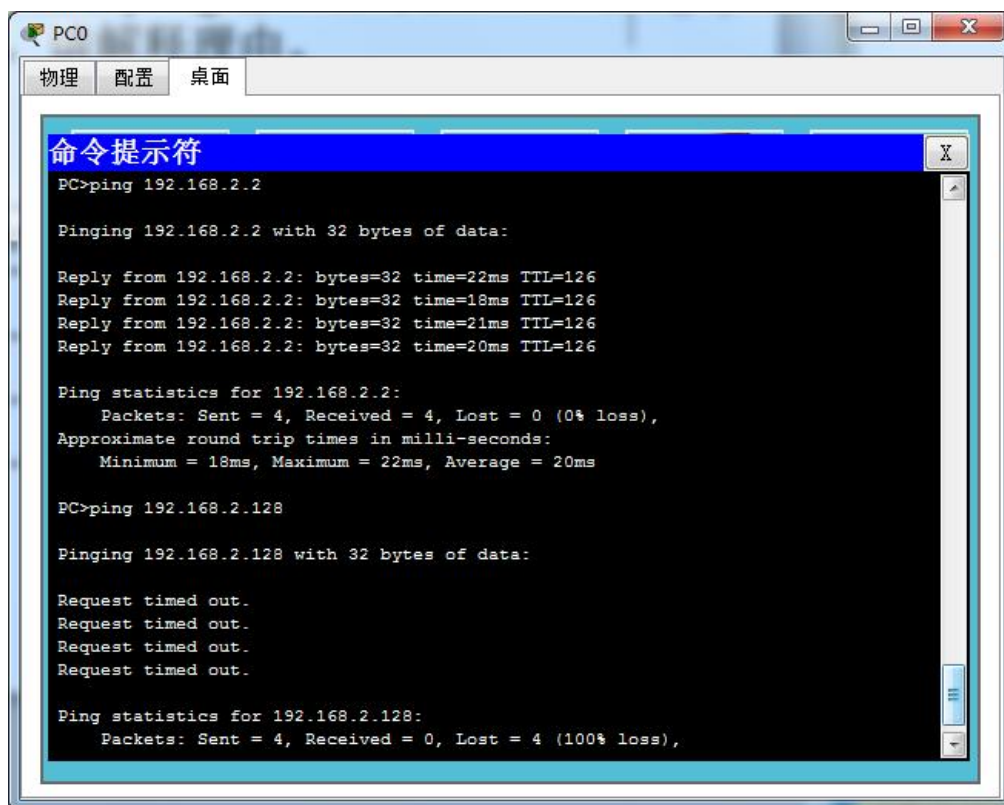 PC0
物理 配置 桌面
命令提示符
X
PC>ping 192.168.2.2
Pinging 192.168.2.2 with 32 bytes of data:
Reply from 192.168.2.2: bytes=32 time=22ms TTL=126
Reply from 192.168.2.2: bytes=32 time=18ms TTL=126
Reply from 192.168.2.2: bytes=32 time=21ms TTL=126
Reply from 192.168.2.2: bytes=32 time=20ms TTL=126
Ping statistics for 192.168.2.2:
Packets: Sent = 4, Received = 4, Lost = 0 (0% loss),
Approximate round trip times in milli-seconds:
Minimum = 18ms, Maximum = 22ms, Average = 20ms
PC>ping 192.168.2.128
Pinging 192.168.2.128 with 32 bytes of data:
Request timed out.
Request timed out.
Request timed out.
Request timed out.
Ping statistics for 192.168.2.128:
Packets: Sent = 4, Received = 0, Lost = 4 (100% loss),